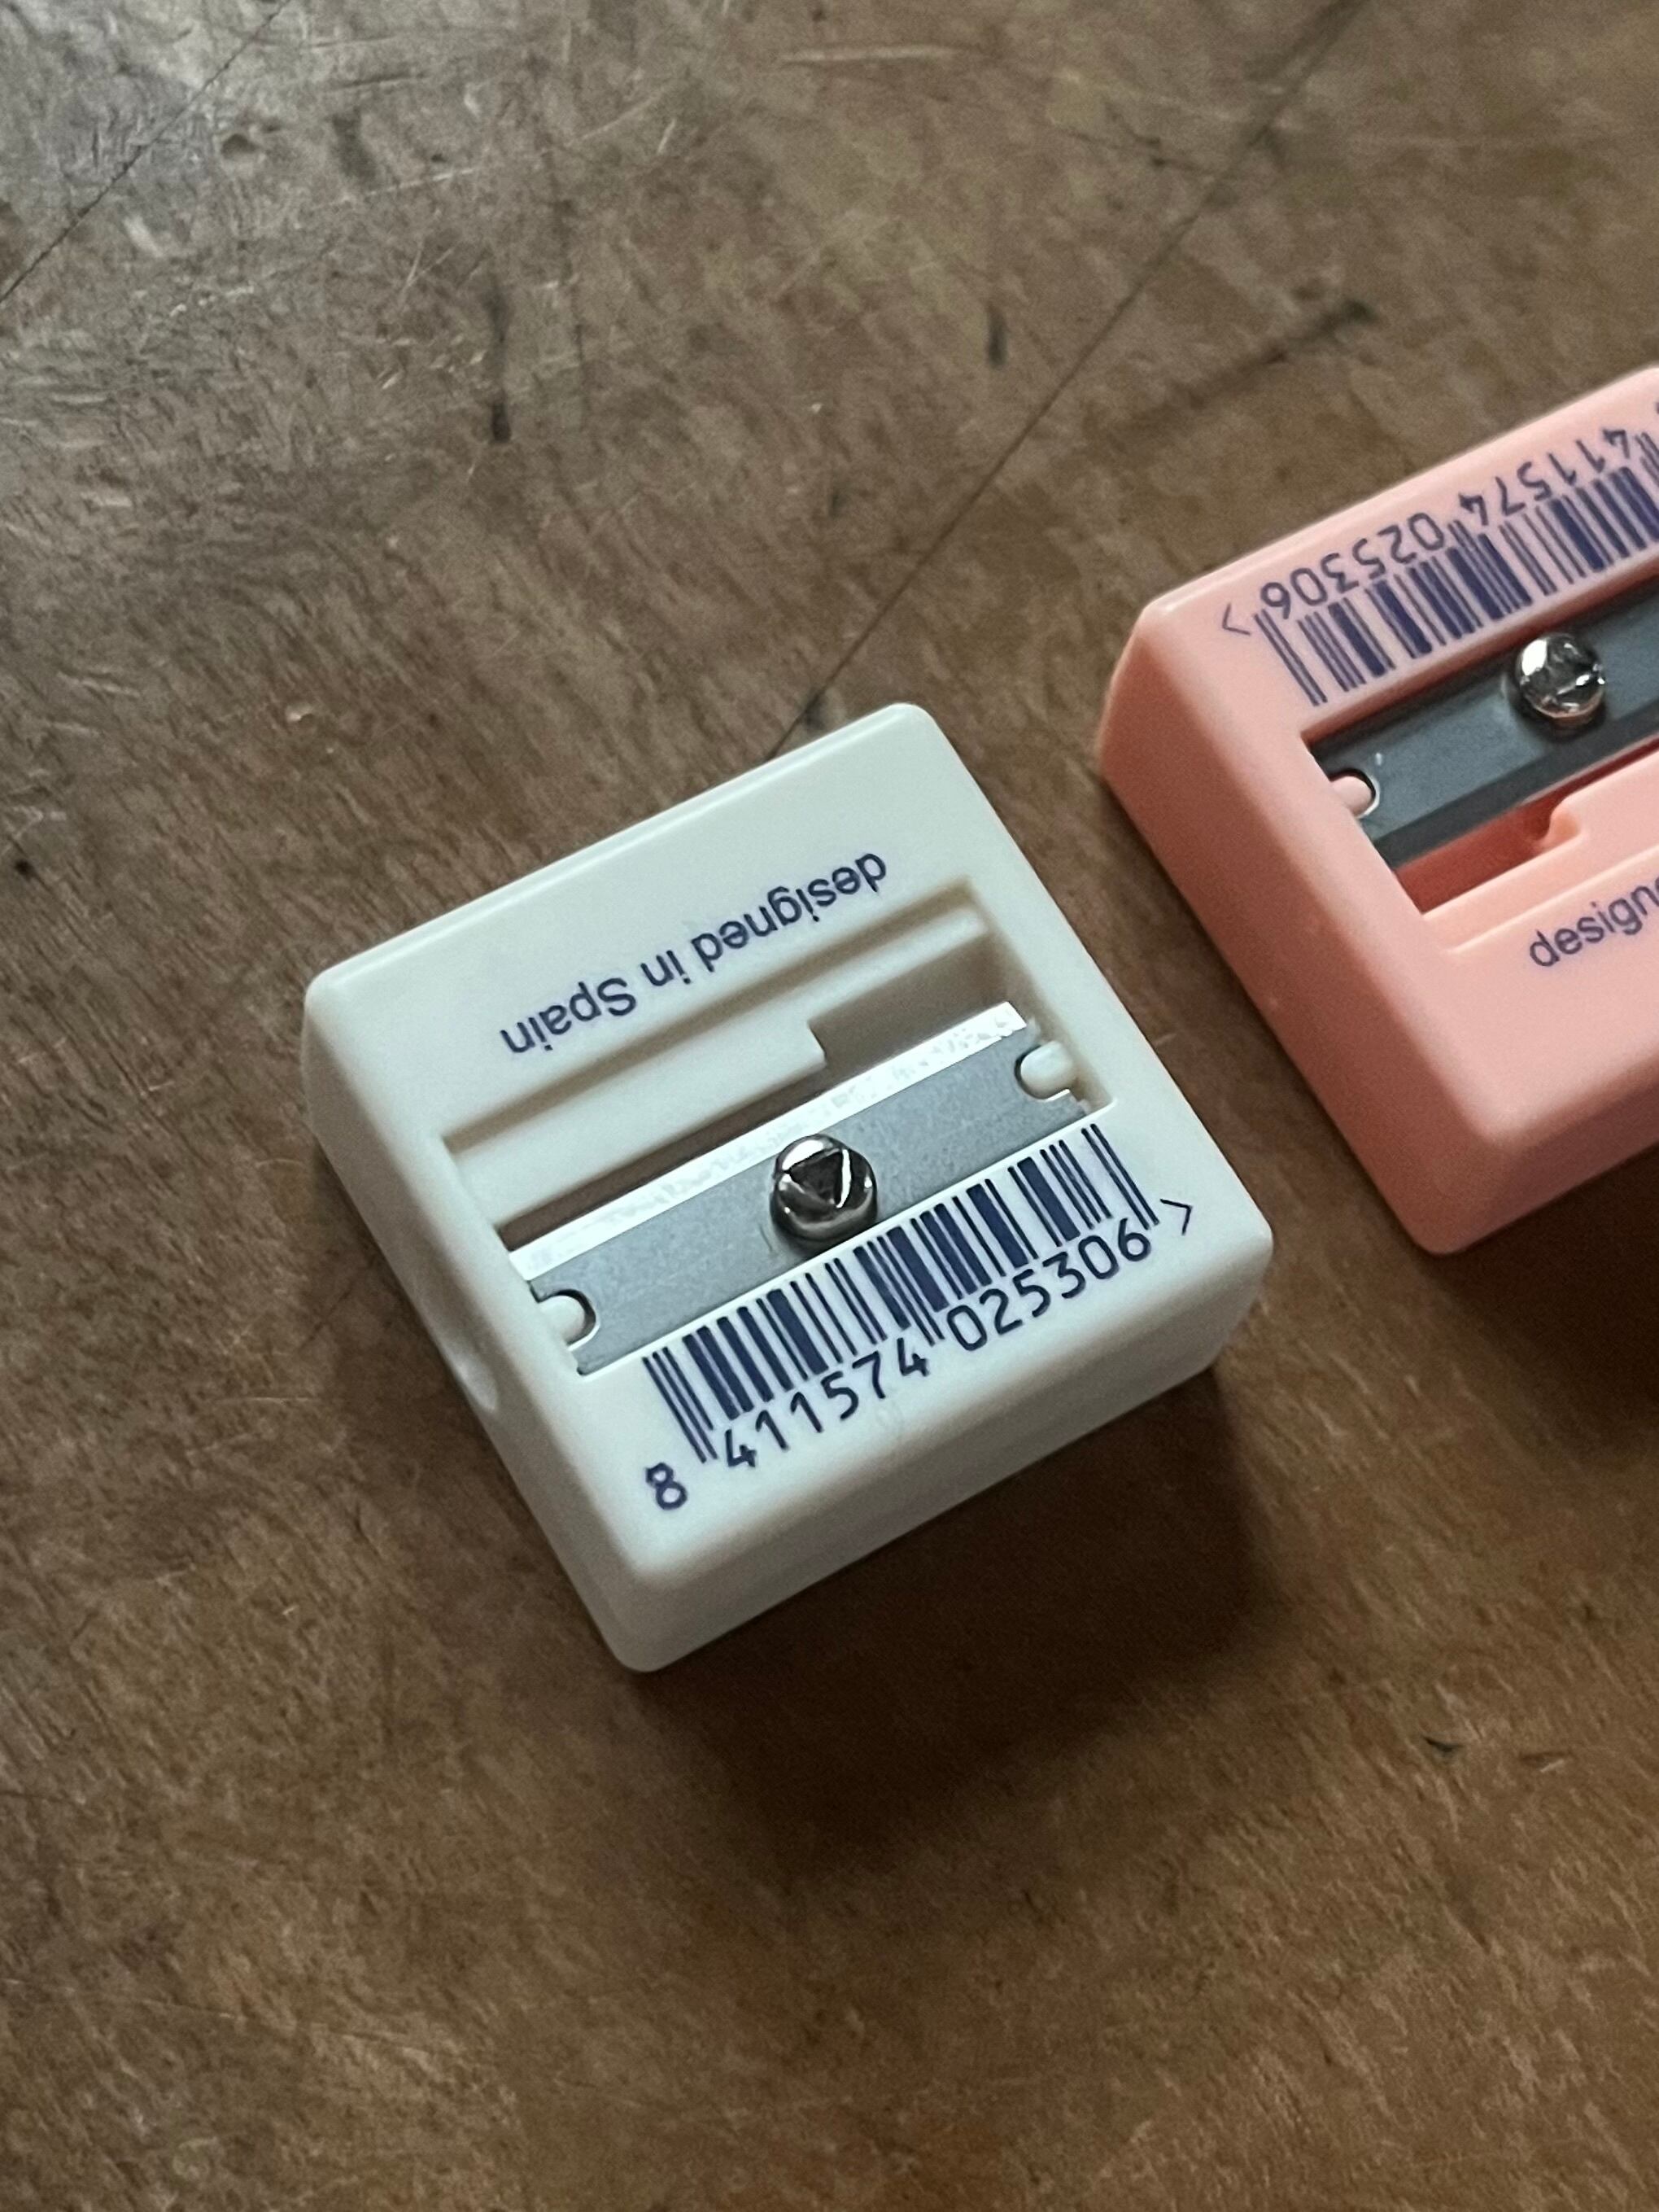 designed in Spain
8 411574 025306 >
411574 025306 >
designe